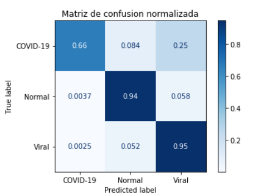 Matriz de confusion normalizada
COVID-19 0.66 0.084 0.25
Normal 0.0037 0.94 0.058
Viral 0.0025 0.052 0.95
COVID-19 Normal Viral
True label
Predicted label
0.8
0.6
0.4
0.2